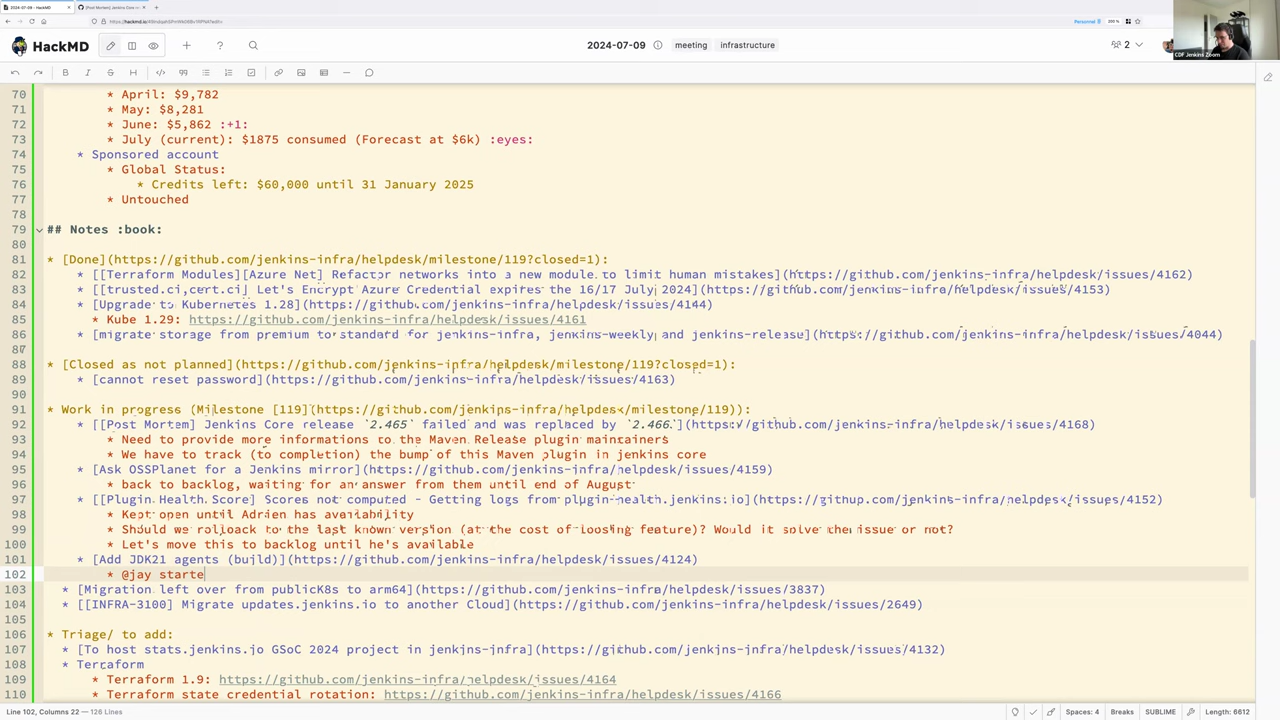 2024-07-09
[Post Mortem] Jenkins Core re
Personnel
200 %
HackMD
2024-07-09
meeting
infrastructure
2
CDF Jenkins Zoom
70 * April: $9,782
71 * May: $8,281
72 * June: $5,862 :+1:
73 * July (current): $1875 consumed (Forecast at $6k) :eyes:
74 * Sponsored account
75 * Global Status:
76 * Credits left: $60,000 until 31 January 2025
77 * Untouched
78
79 ## Notes :book:
80
81 * [Done](https://github.com/jenkins-infra/helpdesk/milestone/119?closed=1):
82 * [[Terraform Modules][Azure Net] Refactor networks into a new module to limit human mistakes](https://github.com/jenkins-infra/helpdesk/issues/4162)
83 * [[trusted.ci,cert.ci] Let's Encrypt Azure Credential expires the 16/17 July 2024](https://github.com/jenkins-infra/helpdesk/issues/4153)
84 * [Upgrade to Kubernetes 1.28](https://github.com/jenkins-infra/helpdesk/issues/4144)
85 * Kube 1.29: https://github.com/jenkins-infra/helpdesk/issues/4161
86 * [migrate storage from premium to standard for jenkins-infra, jenkins-weekly and jenkins-release](https://github.com/jenkins-infra/helpdesk/issues/4044)
87
88 * [Closed as not planned](https://github.com/jenkins-infra/helpdesk/milestone/119?closed=1):
89 * [cannot reset password](https://github.com/jenkins-infra/helpdesk/issues/4163)
90
91 * Work in progress (Milestone [119](https://github.com/jenkins-infra/helpdesk/milestone/119)):
92 * [[Post Mortem] Jenkins Core release `2.465` failed and was replaced by `2.466`](https://github.com/jenkins-infra/helpdesk/issues/4168)
93 * Need to provide more informations to the Maven Release plugin maintainers
94 * We have to track (to completion) the bump of this Maven plugin in jenkins core
95 * [Ask OSSPlanet for a Jenkins mirror](https://github.com/jenkins-infra/helpdesk/issues/4159)
96 * back to backlog, waiting for an answer from them until end of August
97 * [[Plugin Health Score] Scores not computed - Getting logs from plugin-health.jenkins.io](https://github.com/jenkins-infra/helpdesk/issues/4152)
98 * Kept open until Adrien has availability
99 * Should we rollback to the last known version (at the cost of loosing feature)? Would it solve the issue or not?
100 * Let's move this to backlog until he's available
101 * [Add JDK21 agents (build)](https://github.com/jenkins-infra/helpdesk/issues/4124)
102 * @jay starte
103 * [Migration left over from publicK8s to arm64](https://github.com/jenkins-infra/helpdesk/issues/3837)
104 * [[INFRA-3100] Migrate updates.jenkins.io to another Cloud](https://github.com/jenkins-infra/helpdesk/issues/2649)
105
106 * Triage/ to add:
107 * [To host stats.jenkins.io GSoC 2024 project in jenkins-infra](https://github.com/jenkins-infra/helpdesk/issues/4132)
108 * Terraform
109 * Terraform 1.9: https://github.com/jenkins-infra/helpdesk/issues/4164
110 * Terraform state credential rotation: https://github.com/jenkins-infra/helpdesk/issues/4166
Line 102, Columns 22 — 126 Lines
Spaces: 4
Breaks
SUBLIME
Length: 6612